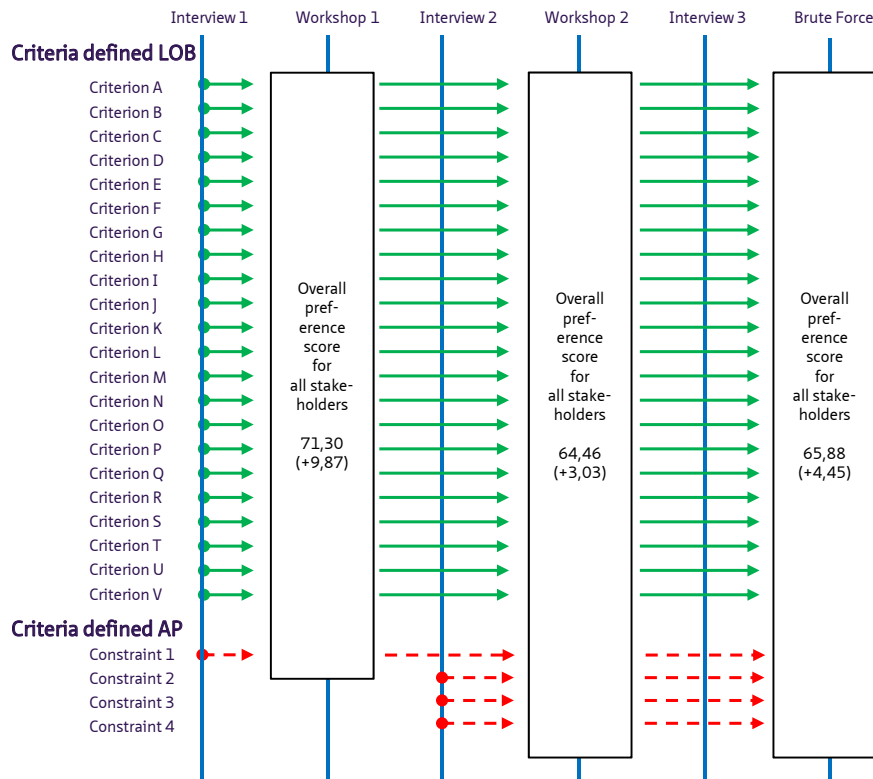 Interview 1
Workshop 1
Interview 2
Workshop 2
Interview 3
Brute Force
Criteria defined LOB
Criterion A
Criterion B
Criterion C
Criterion D
Criterion E
Criterion F
Criterion G
Criterion H
Criterion I
Criterion J
Criterion K
Criterion L
Criterion M
Criterion N
Criterion O
Criterion P
Criterion Q
Criterion R
Criterion S
Criterion T
Criterion U
Criterion V
Overall
pref-
erence
score
for
all stake-
holders
71,30
(+9,87)
Overall
pref-
erence
score
for
all stake-
holders
64,46
(+3,03)
Overall
pref-
erence
score
for
all stake-
holders
65,88
(+4,45)
Criteria defined AP
Constraint 1
Constraint 2
Constraint 3
Constraint 4